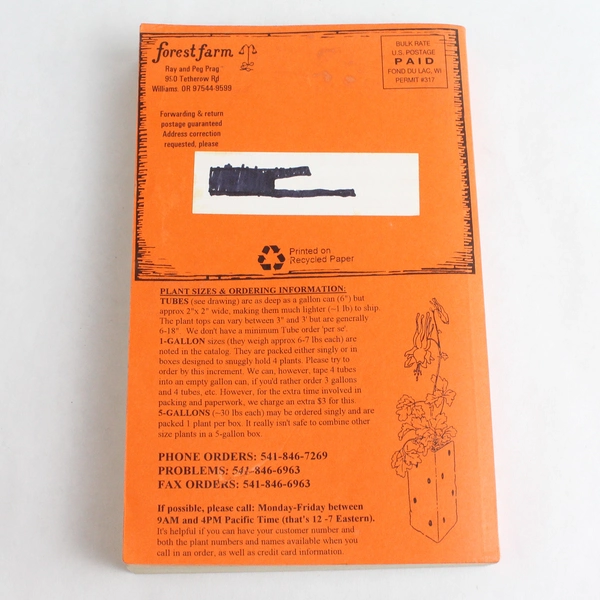 forestfarm
Ray and Peg Prag
990 Tetherow Rd
Williams, OR 97544-9599
BULK RATE
U.S. POSTAGE
PAID
FOND DU LAC, WI
PERMIT #317
Forwarding & return
postage guaranteed
Address correction
requested, please
Printed on
Recycled Paper
PLANT SIZES & ORDERING INFORMATION:
TUBES (see drawing) are as deep as a gallon can (6") but
approx 2"x 2" wide, making them much lighter (~1 lb) to ship.
The plant tops can vary between 3" and 3' but are generally
6-18" We don't have a minimum Tube order 'per se'.
1-GALLON sizes (they weigh approx 6-7 lbs each) are
noted in the catalog. They are packed either singly or in
boxes designed to snuggly hold 4 plants. Please try to
order by this increment. We can, however, tape 4 tubes
into an empty gallon can, if you'd rather order 3 gallons
and 4 tubes, etc. However, for the extra time involved in
packing and paperwork, we charge an extra $3 for this.
5-GALLONS (~30 lbs each) may be ordered singly and are
packed 1 plant per box. It really isn't safe to combine other
size plants in a 5-gallon box.
PHONE ORDERS: 541-846-7269
PROBLEMS: 541-846-6963
FAX ORDERS: 541-846-6963
If possible, please call: Monday-Friday between
9AM and 4PM Pacific Time (that's 12 -7 Eastern).
It's helpful if you can have your customer number and
both the plant numbers and names available when you
call in an order, as well as credit card information.